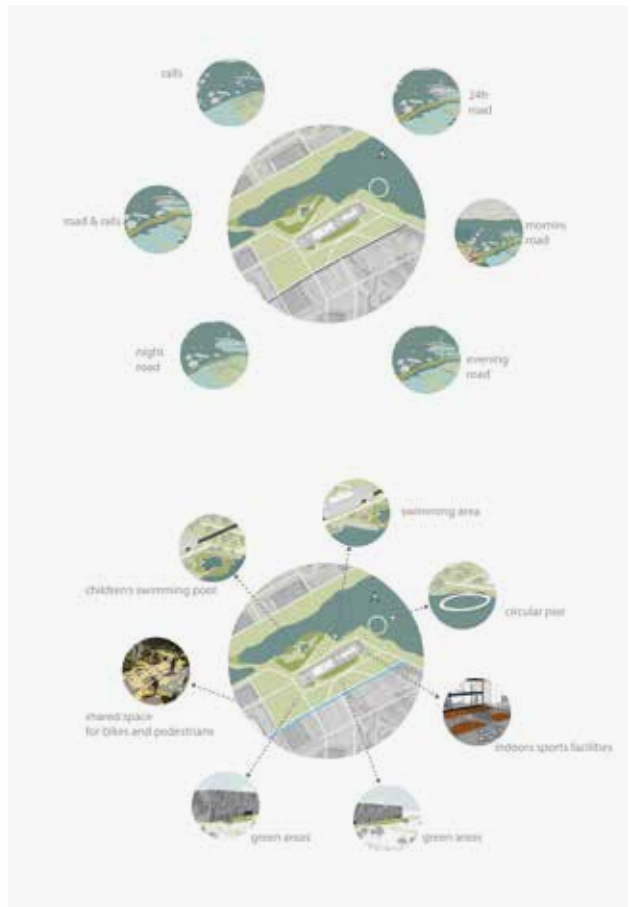 rails
24h
road
road & rails
morning
road
night
road
evening
road
swimming area
children's swimming pool
circular pier
shared space
for bikes and pedestrians
indoors sports facilities
green areas
green areas